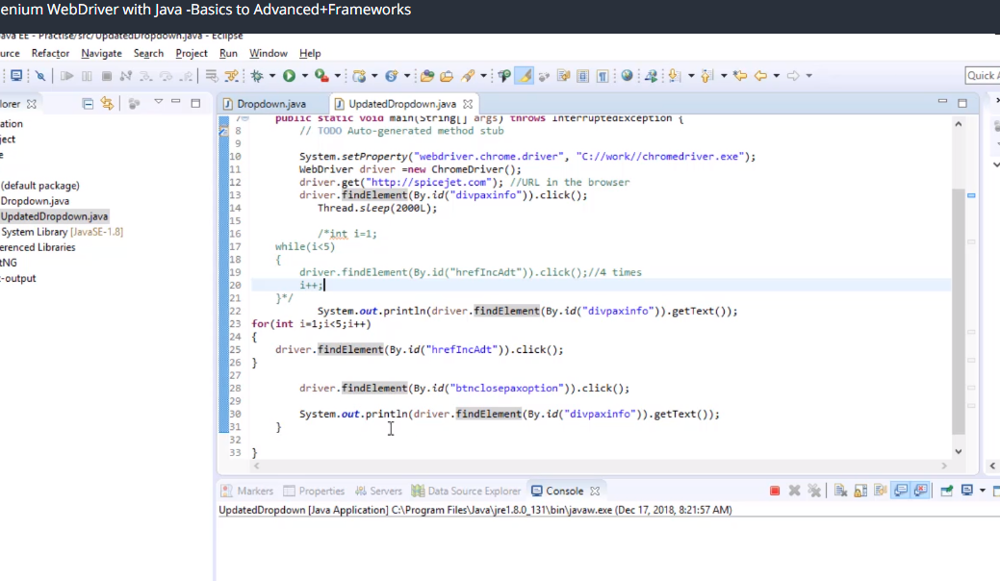 enium WebDriver with Java -Basics to Advanced+Frameworks
Java EE - Practise/src/UpdatedDropdown.java - Eclipse
urce Refactor Navigate Search Project Run Window Help
Quick A
lorer
Dropdown.java UpdatedDropdown.java
ation
ject
e
(default package)
Dropdown.java
UpdatedDropdown.java
System Library [JavaSE-1.8]
erenced Libraries
tNG
t-output
7 public static void main(String[] args) throws InterruptedException {
8 // TODO Auto-generated method stub
9
10 System.setProperty("webdriver.chrome.driver", "C://work//chromedriver.exe");
11 WebDriver driver =new ChromeDriver();
12 driver.get("http://spicejet.com"); //URL in the browser
13 driver.findElement(By.id("divpaxinfo")).click();
14 Thread.sleep(2000L);
15
16 /*int i=1;
17 while(i<5)
18 {
19 driver.findElement(By.id("hrefIncAdt")).click();//4 times
20 i++;
21 }*/
22 System.out.println(driver.findElement(By.id("divpaxinfo")).getText());
23 for(int i=1;i<5;i++)
24 {
25 driver.findElement(By.id("hrefIncAdt")).click();
26 }
27
28 driver.findElement(By.id("btnclosepaxoption")).click();
29
30 System.out.println(driver.findElement(By.id("divpaxinfo")).getText());
31 }
32
33 }
Markers Properties Servers Data Source Explorer Console
UpdatedDropdown [Java Application] C:\Program Files\Java\jre1.8.0_131\bin\javaw.exe (Dec 17, 2018, 8:21:57 AM)